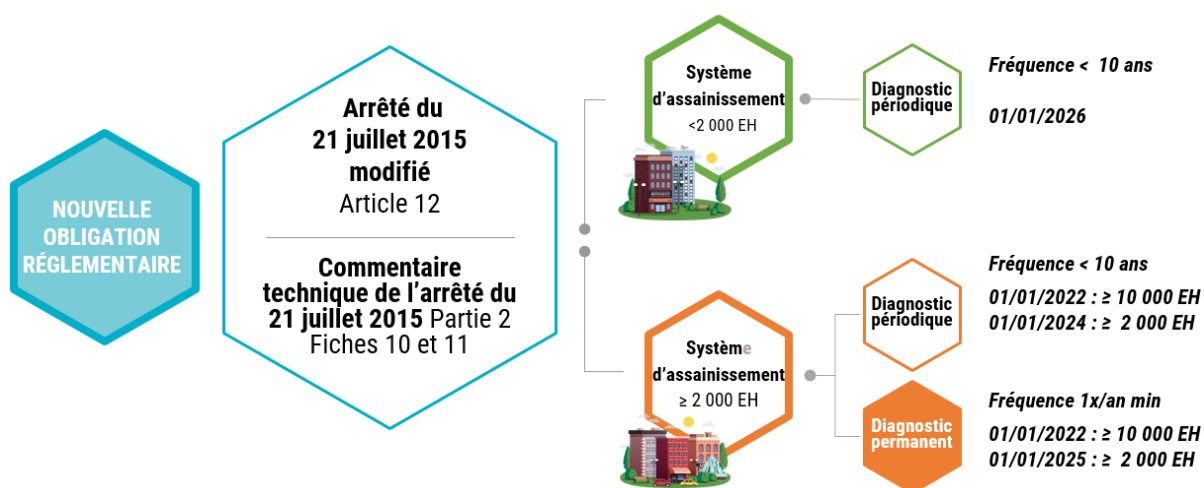 NOUVELLE
OBLIGATION
RÉGLEMENTAIRE
Arrêté du
21 juillet 2015
modifié
Article 12
Commentaire
technique de l'arrêté du
21 juillet 2015 Partie 2
Fiches 10 et 11
Système
d'assainissement
<2 000 EH
Diagnostic
périodique
Fréquence < 10 ans
01/01/2026
Système
d'assainissement
≥ 2 000 EH
Diagnostic
périodique
Fréquence < 10 ans
01/01/2022 : ≥ 10 000 EH
01/01/2024 : ≥ 2 000 EH
Diagnostic
permanent
Fréquence 1x/an min
01/01/2022 : ≥ 10 000 EH
01/01/2025 : ≥ 2 000 EH